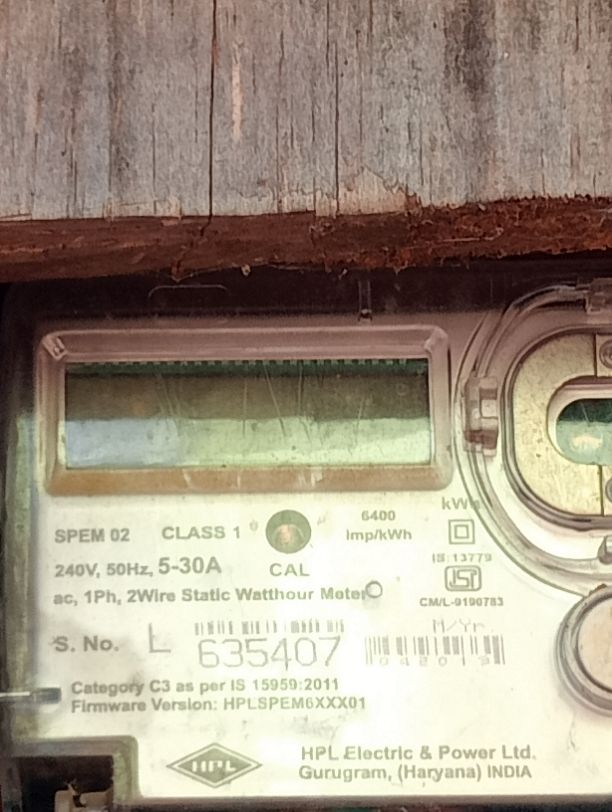 kWh
SPEM 02 CLASS 1 6400 Imp/kWh
240V, 50Hz, 5-30A CAL IS:13779
ac, 1Ph, 2Wire Static Watthour Meter
CM/L-9190783
S. No. L 635407 M/Yr.
042019
Category C3 as per IS 15959:2011
Firmware Version: HPLSPEM6XXX01
HPL
HPL Electric & Power Ltd.
Gurugram, (Haryana) INDIA